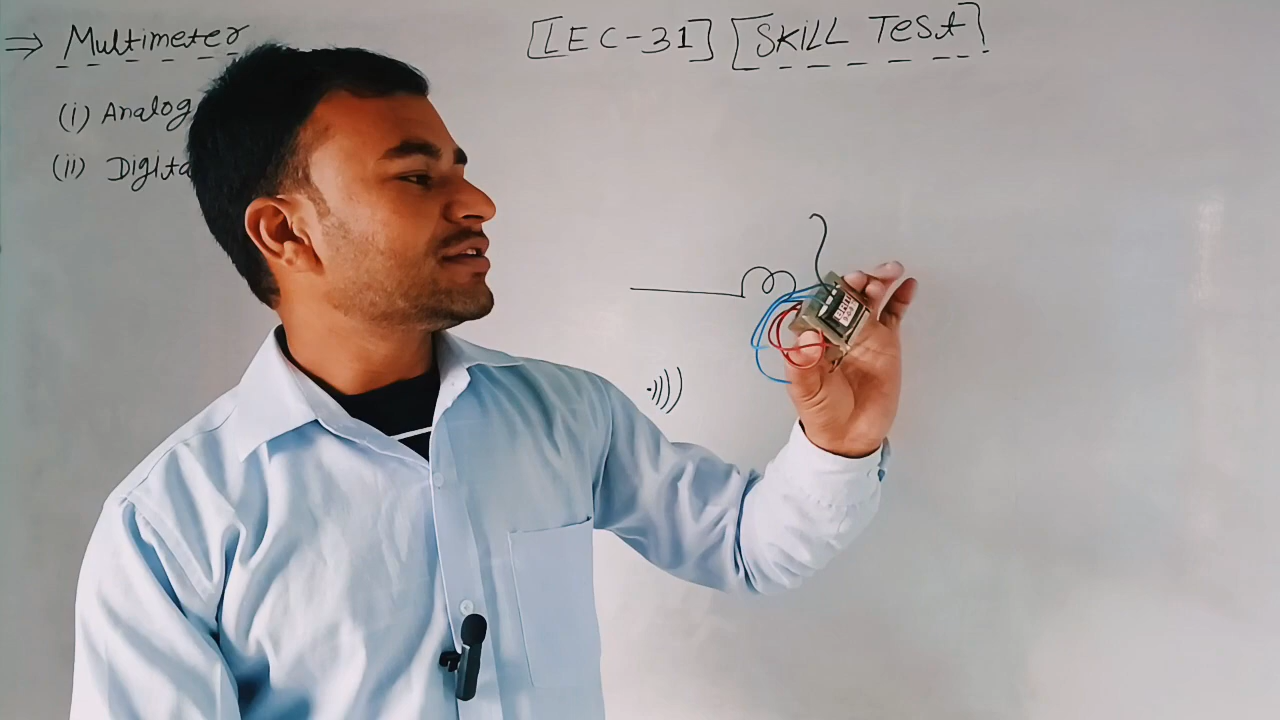 ⇒ Multimeter
[LEC-31] [SKILL TEST]
(i) Analog
(ii) Digita